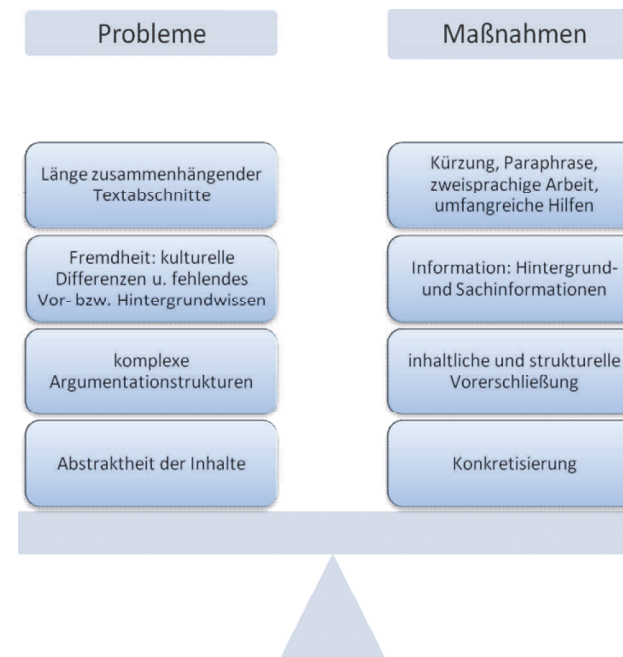 Probleme
Maßnahmen
Länge zusammenhängender
Textabschnitte
Kürzung, Paraphrase,
zweisprachige Arbeit,
umfangreiche Hilfen
Fremdheit: kulturelle
Differenzen u. fehlendes
Vor- bzw. Hintergrundwissen
Information: Hintergrund-
und Sachinformationen
komplexe
Argumentationstrukturen
inhaltliche und strukturelle
Vorerschließung
Abstraktheit der Inhalte
Konkretisierung